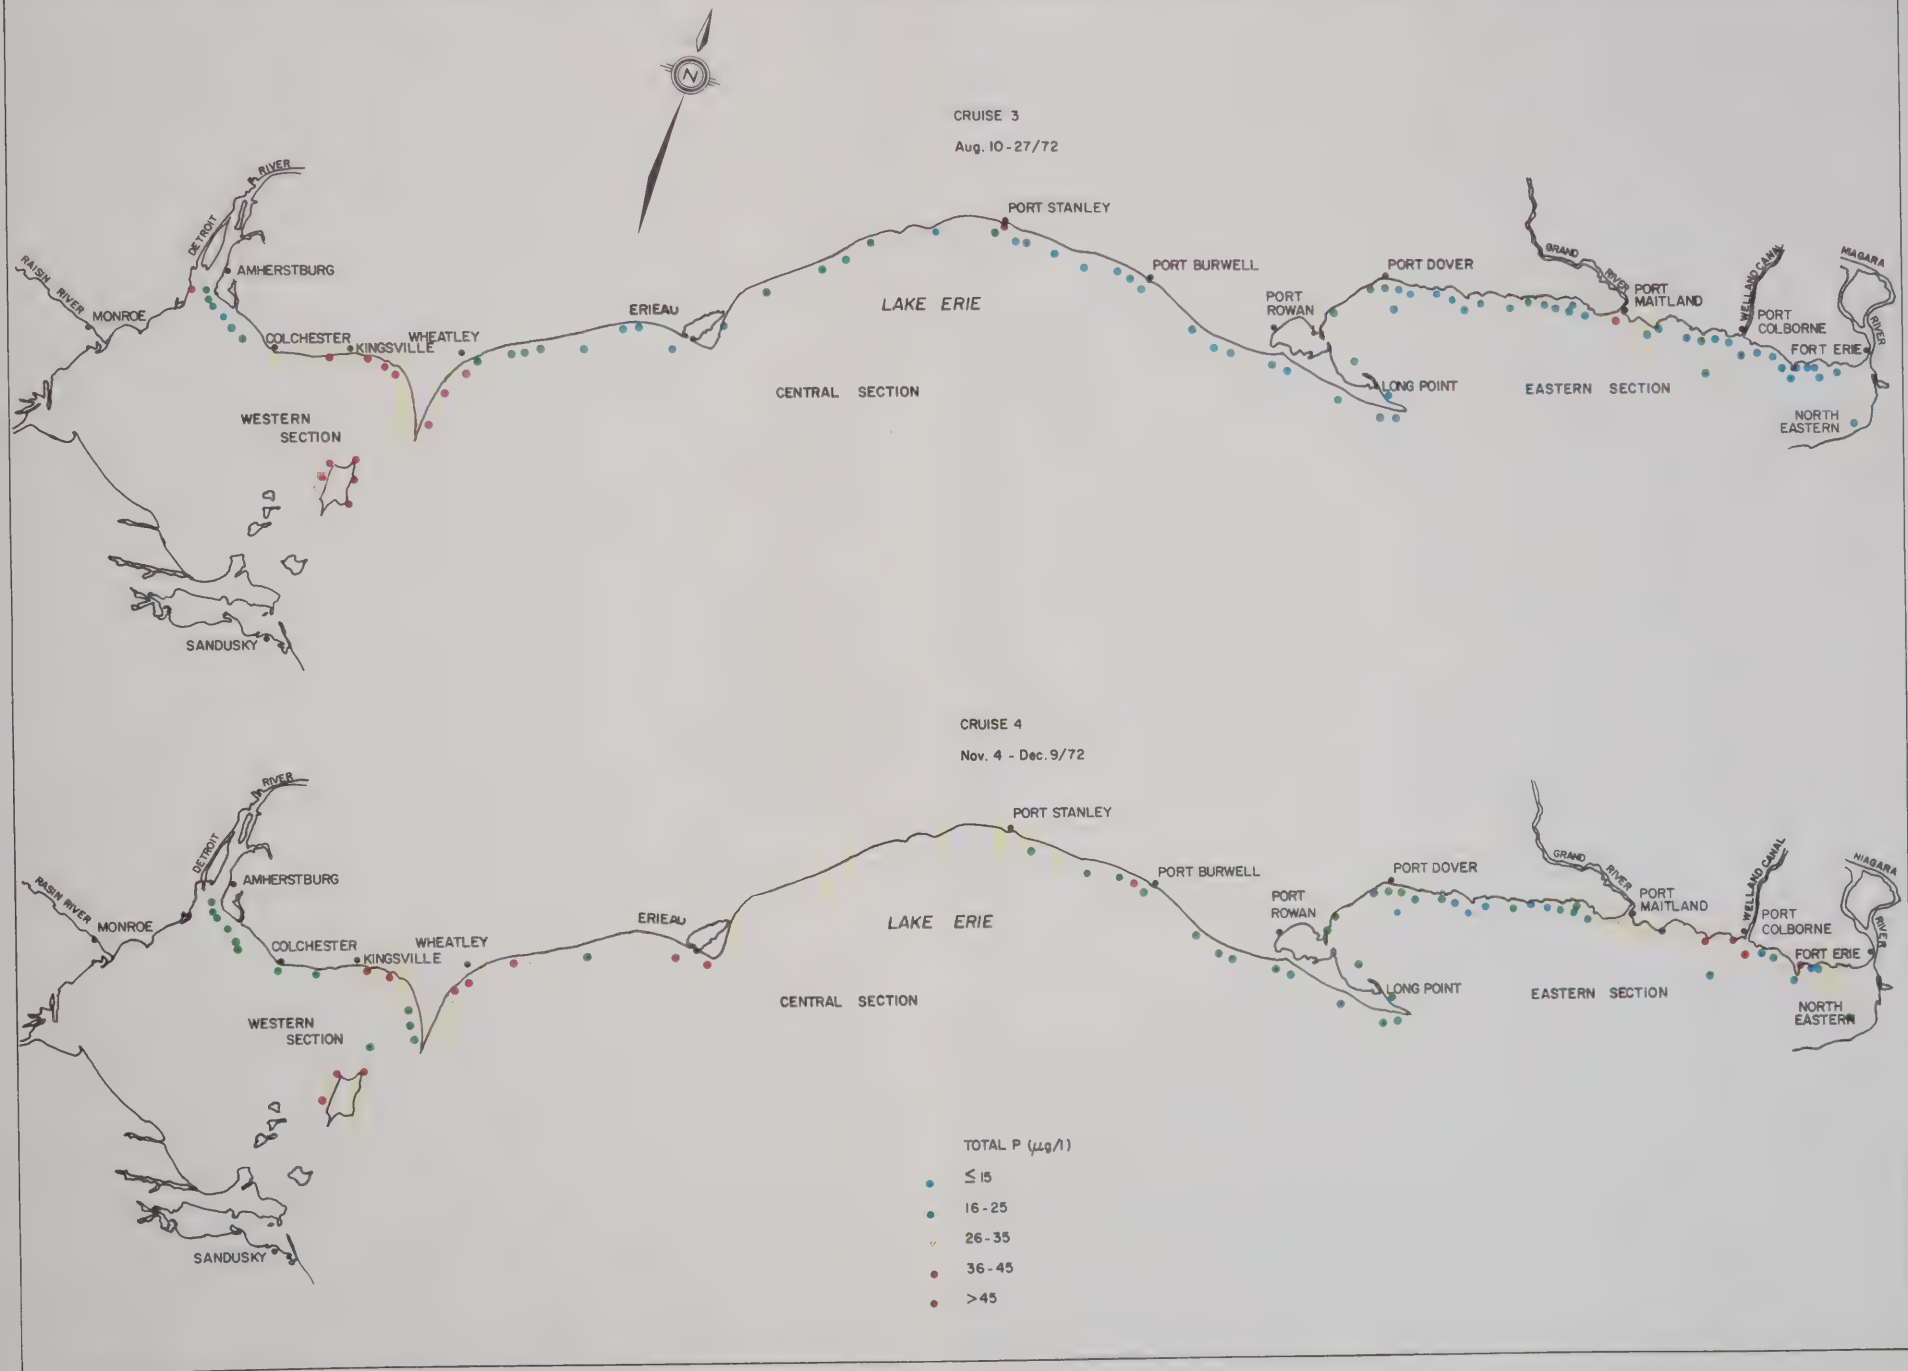 N
CRUISE 3
Aug. 10-27/72
RIVER
DETROIT
RAISIN
RIVER
AMHERSTBURG
MONROE
COLCHESTER
KINGSVILLE
WHEATLEY
ERIEAU
PORT STANLEY
LAKE ERIE
PORT BURWELL
PORT
ROWAN
PORT DOVER
GRAND
RIVER
PORT
MAITLAND
WELLAND CANAL
PORT
COLBORNE
NIAGARA
RIVER
FORT ERIE
LONG POINT
WESTERN
SECTION
CENTRAL SECTION
EASTERN SECTION
NORTH
EASTERN
SANDUSKY
CRUISE 4
Nov. 4 - Dec. 9/72
RIVER
DETROIT
RASIN RIVER
AMHERSTBURG
MONROE
COLCHESTER
KINGSVILLE
WHEATLEY
ERIEAU
PORT STANLEY
LAKE ERIE
PORT BURWELL
PORT
ROWAN
PORT DOVER
GRAND
RIVER
PORT
MAITLAND
WELLAND CANAL
PORT
COLBORNE
NIAGARA
RIVER
FORT ERIE
LONG POINT
WESTERN
SECTION
CENTRAL SECTION
EASTERN SECTION
NORTH
EASTERN
SANDUSKY
TOTAL P (µg/l)
≤ 15
16-25
26-35
36-45
>45